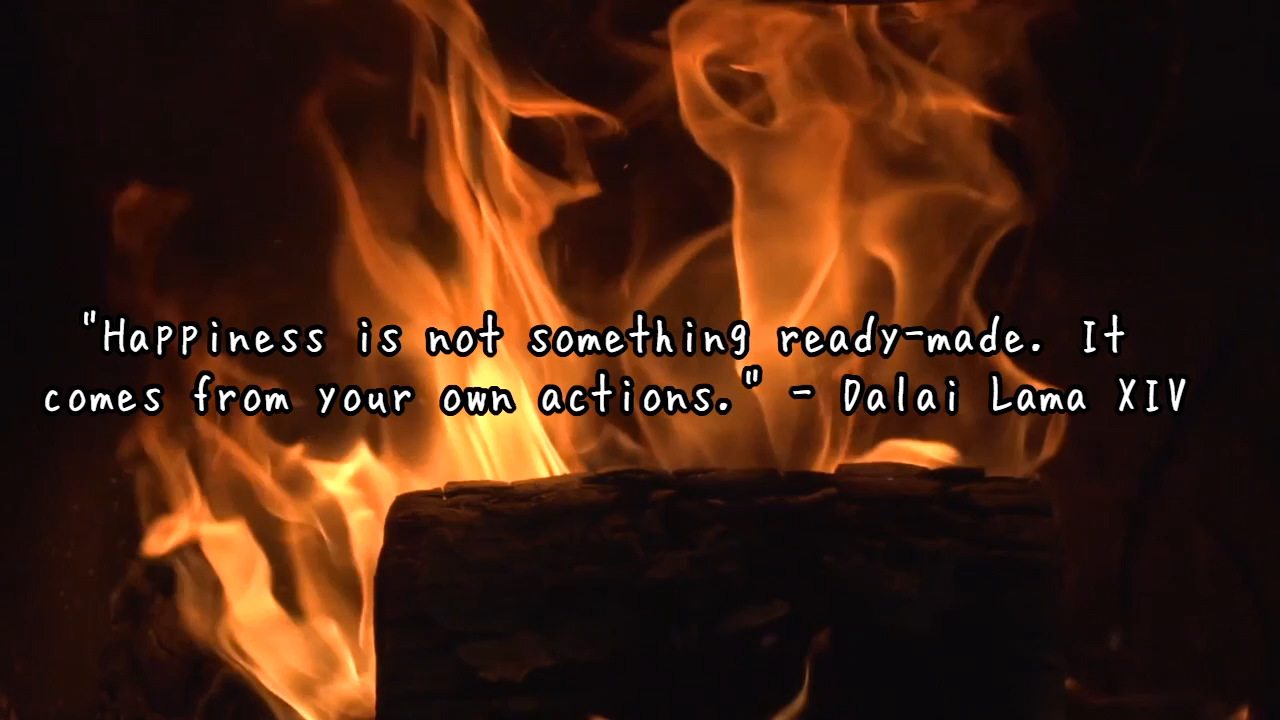 "Happiness is not something ready-made. It
comes from your own actions." - Dalai Lama XIV